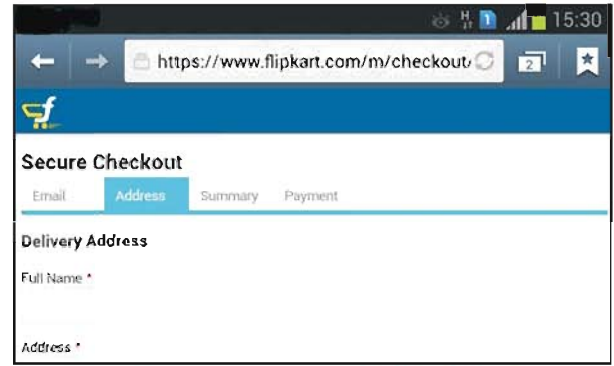 H 1 15:30
https://www.flipkart.com/m/checkout/ 2
f
Secure Checkout
Email Address Summary Payment
Delivery Address
Full Name *
Address *